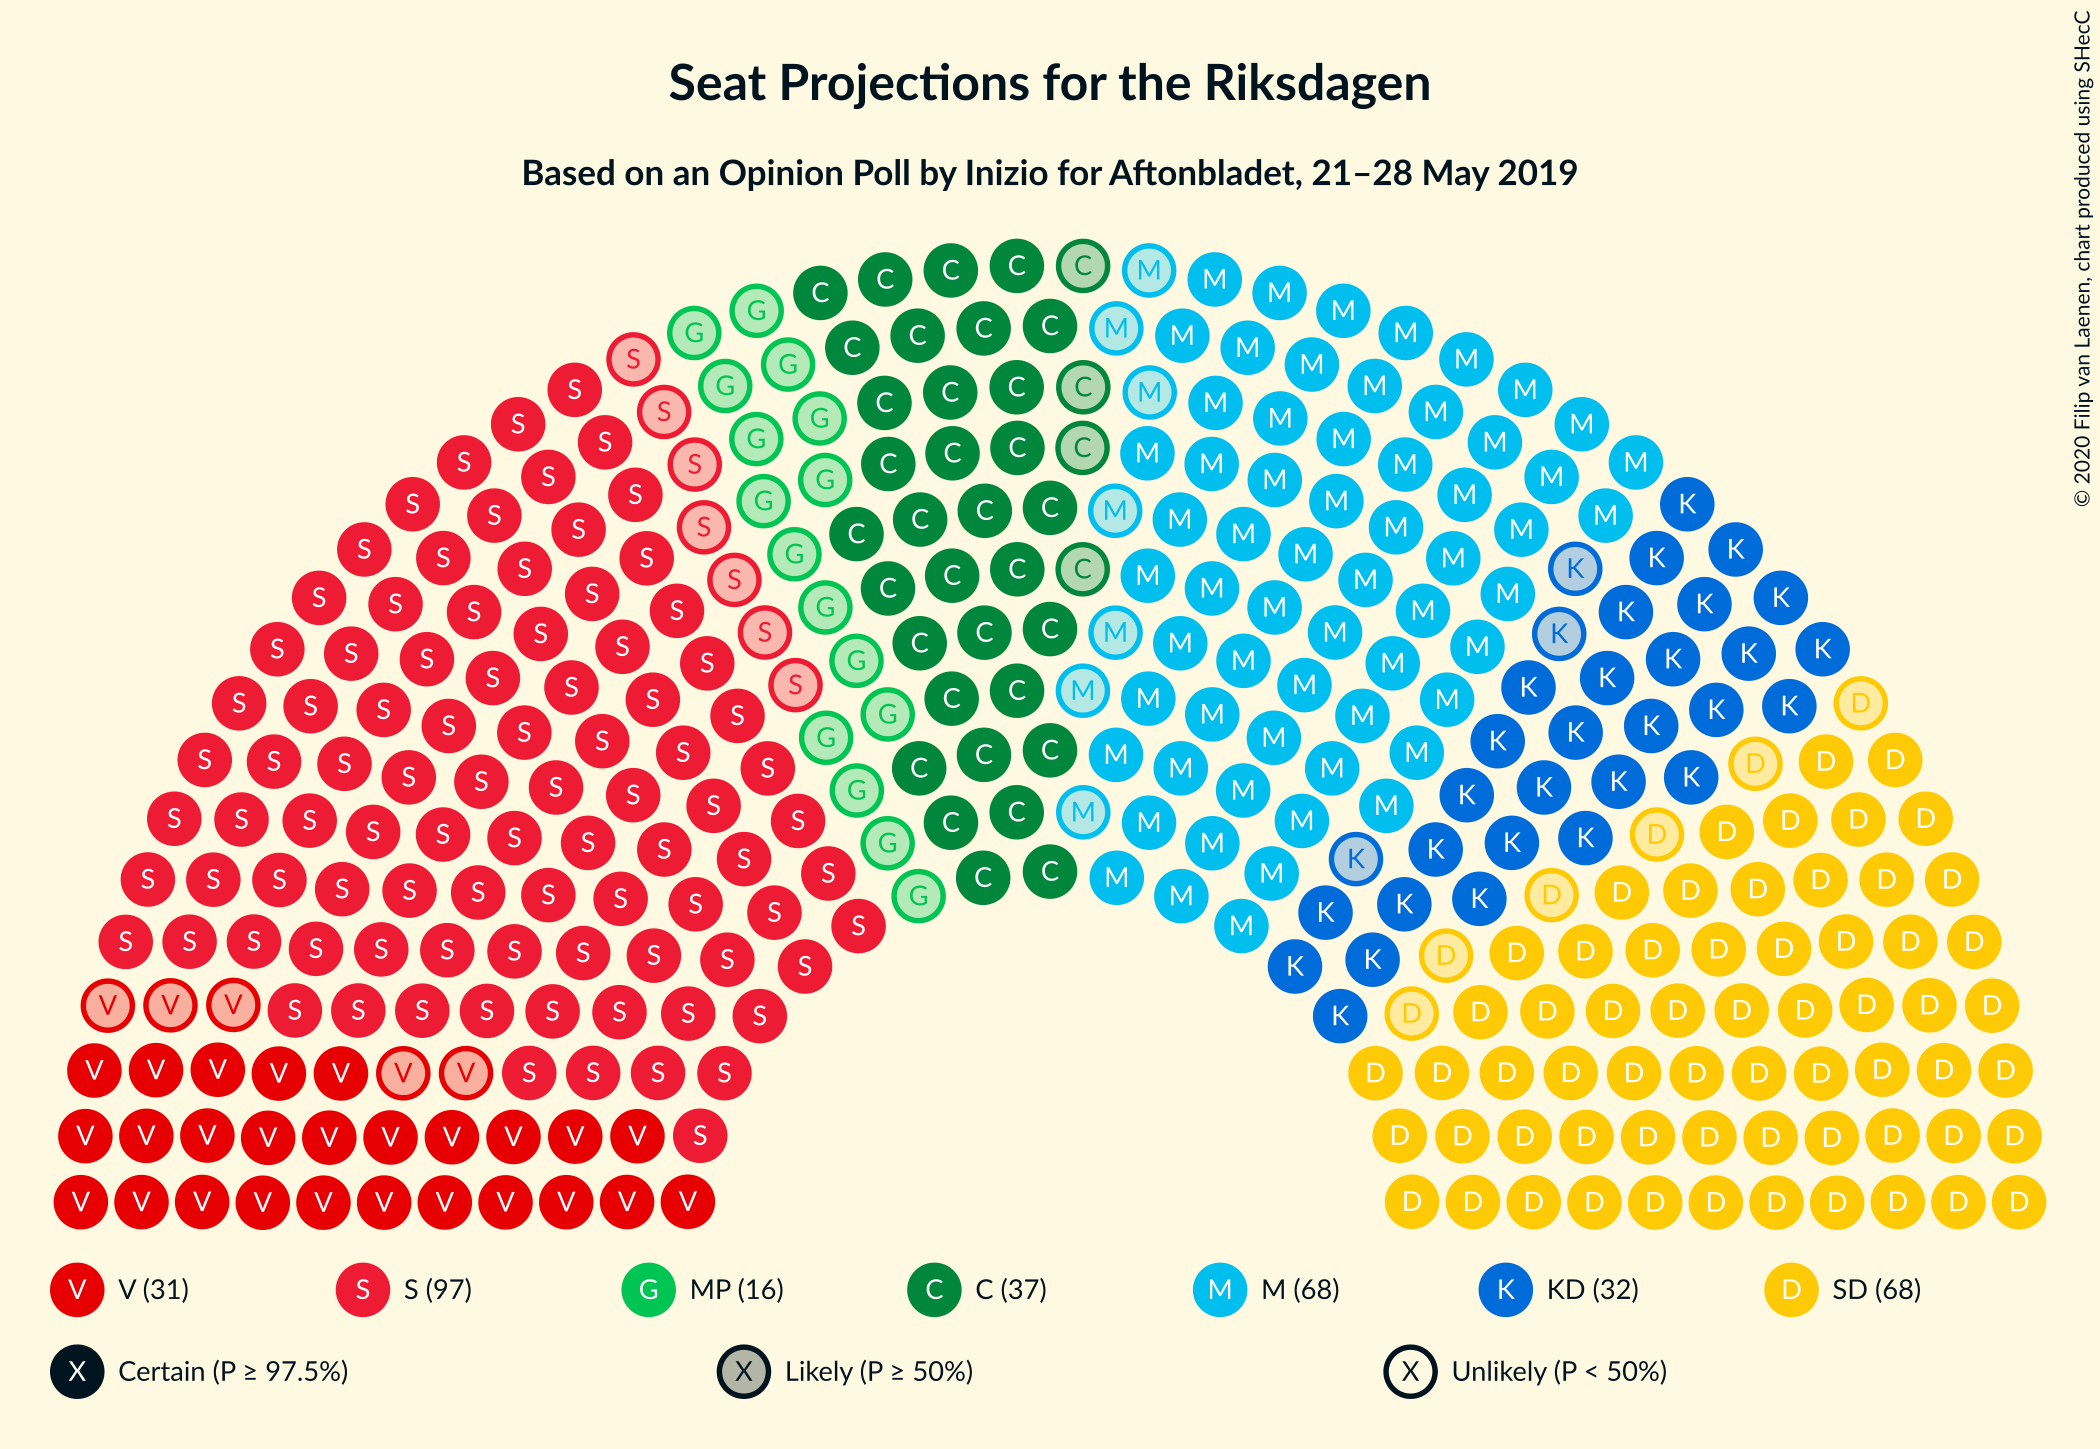 Seat Projections for the Riksdagen
Based on an Opinion Poll by Inizio for Aftonbladet, 21–28 May 2019
© 2020 Filip van Laenen, chart produced using SHecC
V V (31) S S (97) G MP (16) C C (37) M M (68) K KD (32) D SD (68)
X Certain (P ≥ 97.5%) X Likely (P ≥ 50%) X Unlikely (P < 50%)